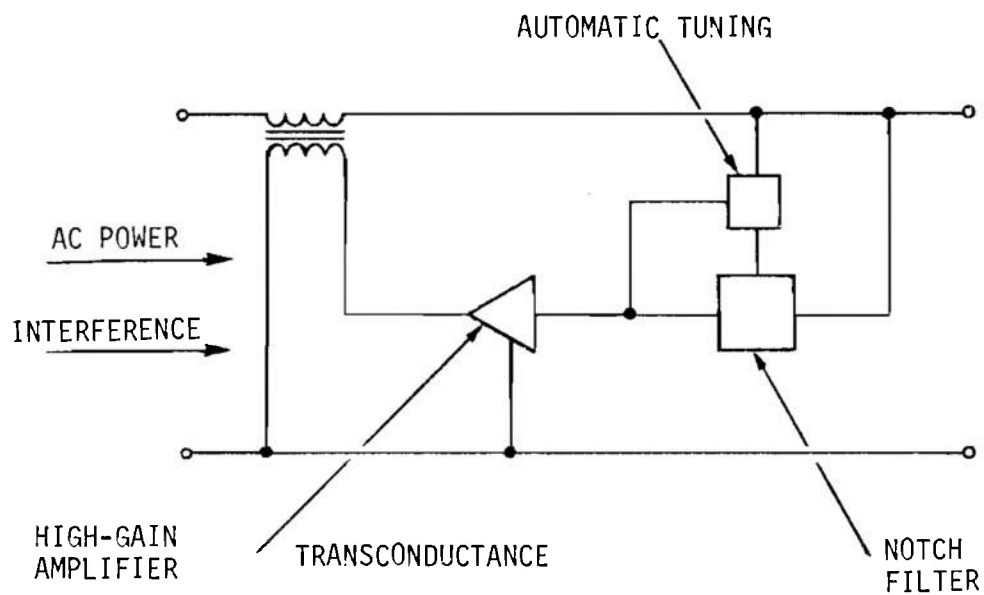 AUTOMATIC TUNING
AC POWER
INTERFERENCE
HIGH-GAIN
AMPLIFIER
TRANSCONDUCTANCE
NOTCH
FILTER